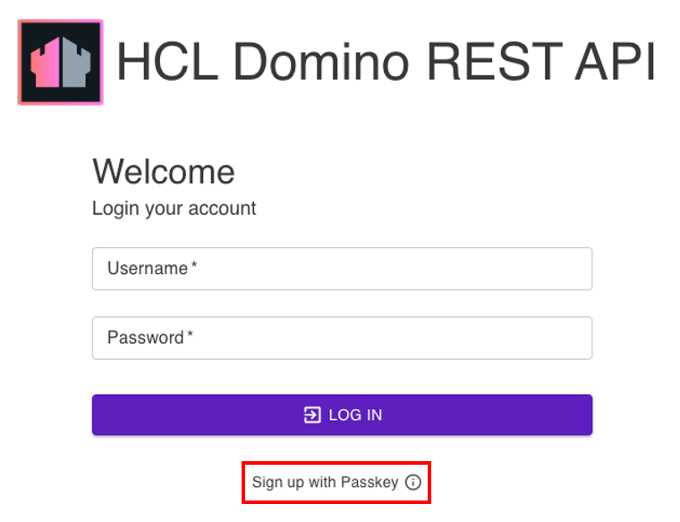 HCL Domino REST API
Welcome
Login your account
Username *
Password *
LOG IN
Sign up with Passkey